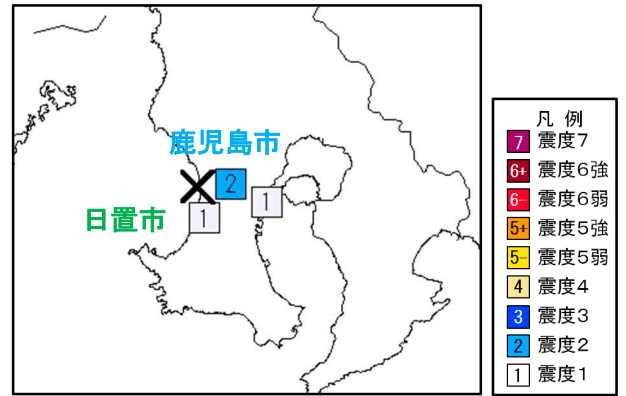 鹿児島市
2
1
日置市
1
凡 例
7 震度7
6+ 震度6強
6- 震度6弱
5+ 震度5強
5- 震度5弱
4 震度4
3 震度3
2 震度2
1 震度1